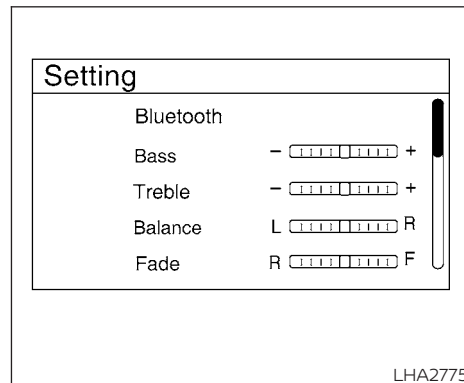 Setting
Bluetooth
Bass - +
Treble - +
Balance L R
Fade R F
LHA2775